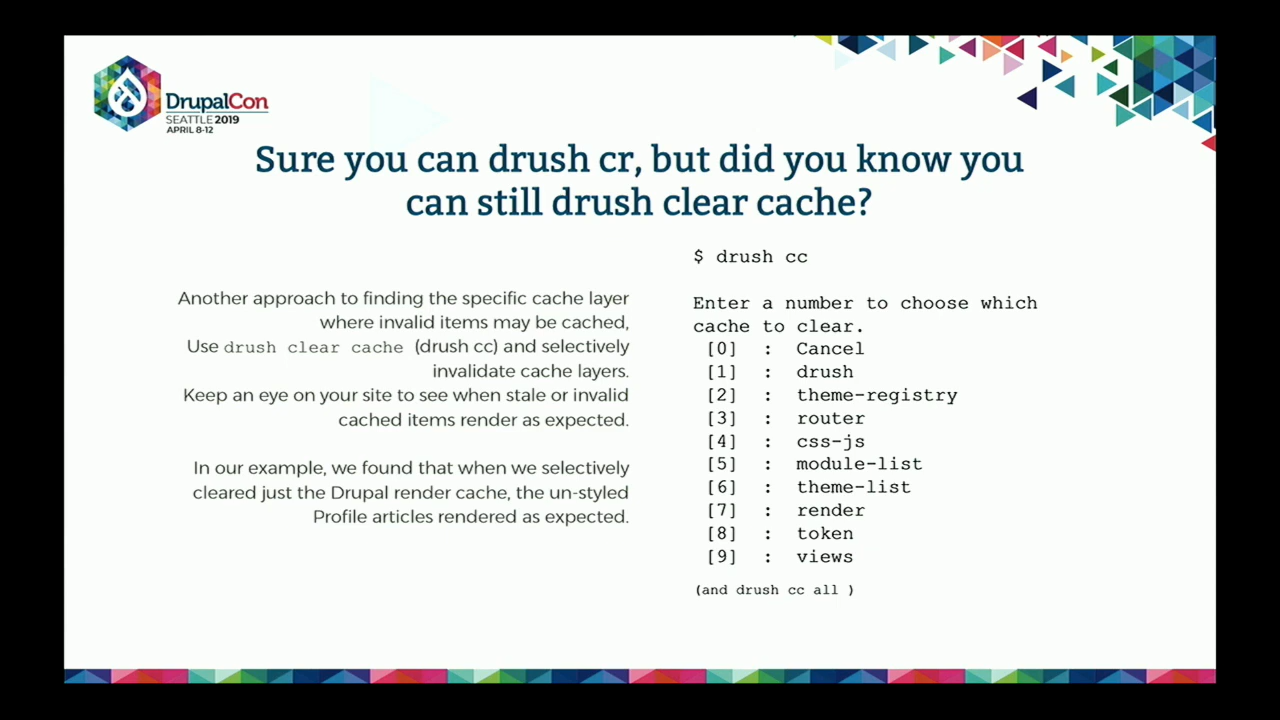 DrupalCon
SEATTLE 2019
APRIL 8-12
Sure you can drush cr, but did you know you
can still drush clear cache?
Another approach to finding the specific cache layer
where invalid items may be cached,
Use drush clear cache (drush cc) and selectively
invalidate cache layers.
Keep an eye on your site to see when stale or invalid
cached items render as expected.
In our example, we found that when we selectively
cleared just the Drupal render cache, the un-styled
Profile articles rendered as expected.
$ drush cc
Enter a number to choose which
cache to clear.
[0] : Cancel
[1] : drush
[2] : theme-registry
[3] : router
[4] : css-js
[5] : module-list
[6] : theme-list
[7] : render
[8] : token
[9] : views
(and drush cc all )